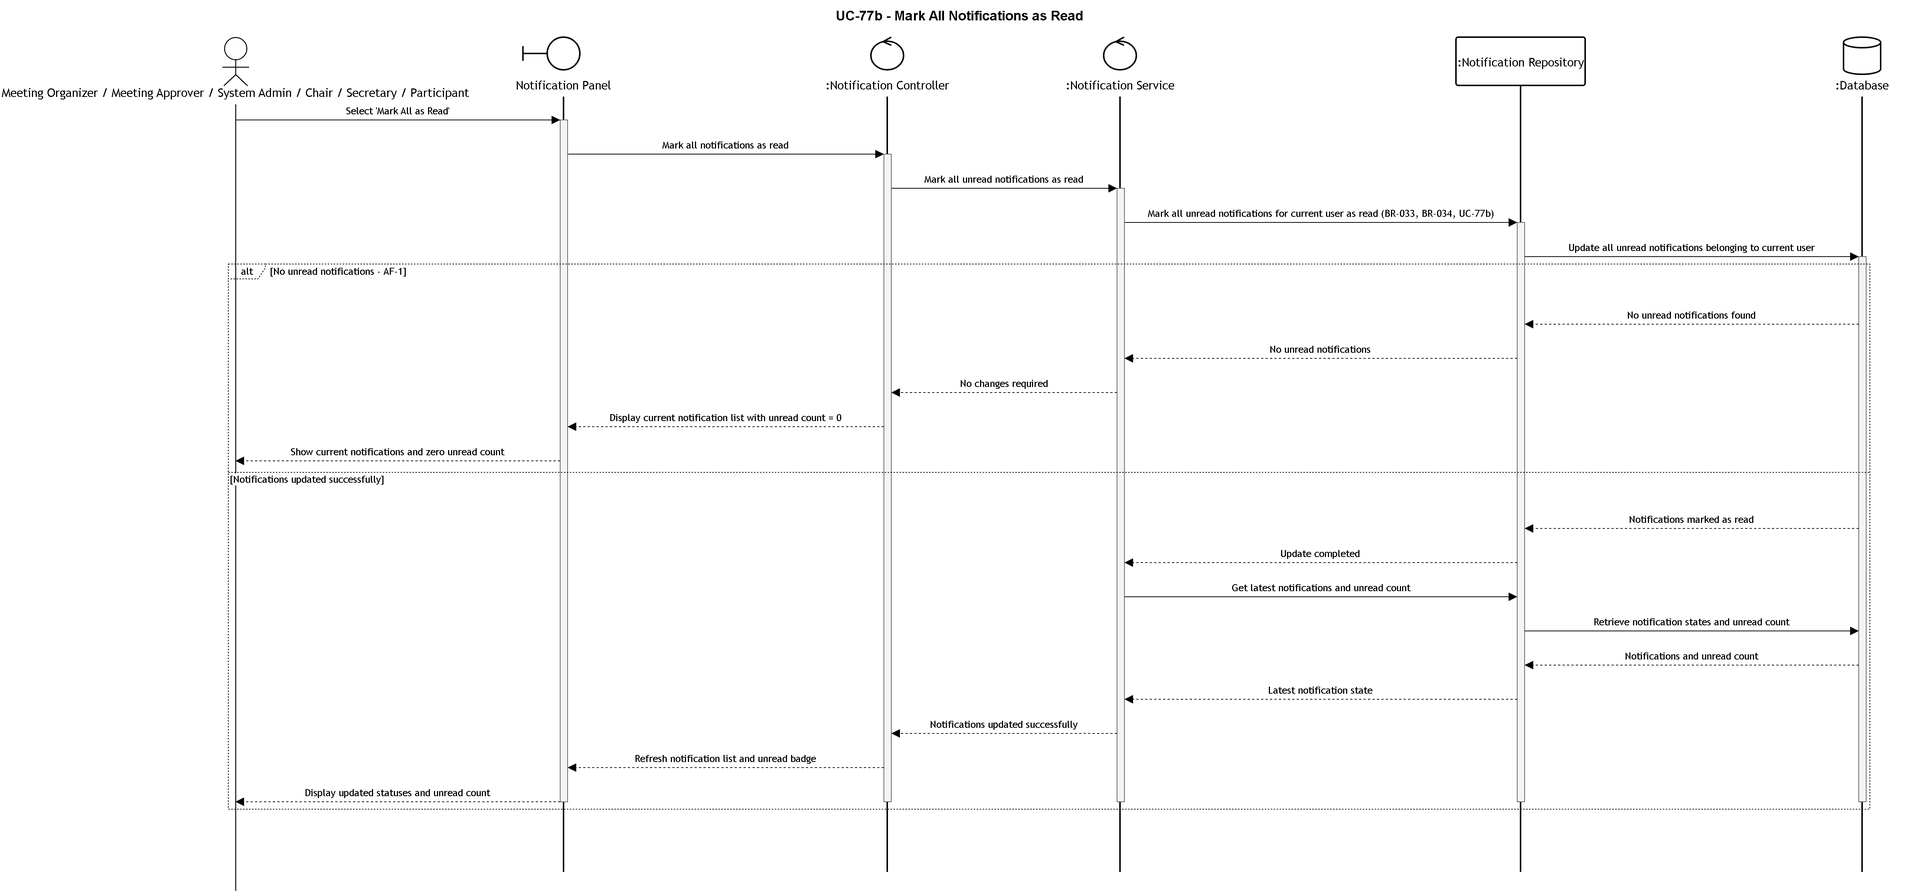 UC-77b - Mark All Notifications as Read
Meeting Organizer / Meeting Approver / System Admin / Chair / Secretary / Participant
Notification Panel
:Notification Controller
:Notification Service
:Notification Repository
:Database
Select 'Mark All as Read'
Mark all notifications as read
Mark all unread notifications as read
Mark all unread notifications for current user as read (BR-033, BR-034, UC-77b)
Update all unread notifications belonging to current user
alt
[No unread notifications - AF-1]
No unread notifications found
No unread notifications
No changes required
Display current notification list with unread count = 0
Show current notifications and zero unread count
[Notifications updated successfully]
Notifications marked as read
Update completed
Get latest notifications and unread count
Retrieve notification states and unread count
Notifications and unread count
Latest notification state
Notifications updated successfully
Refresh notification list and unread badge
Display updated statuses and unread count